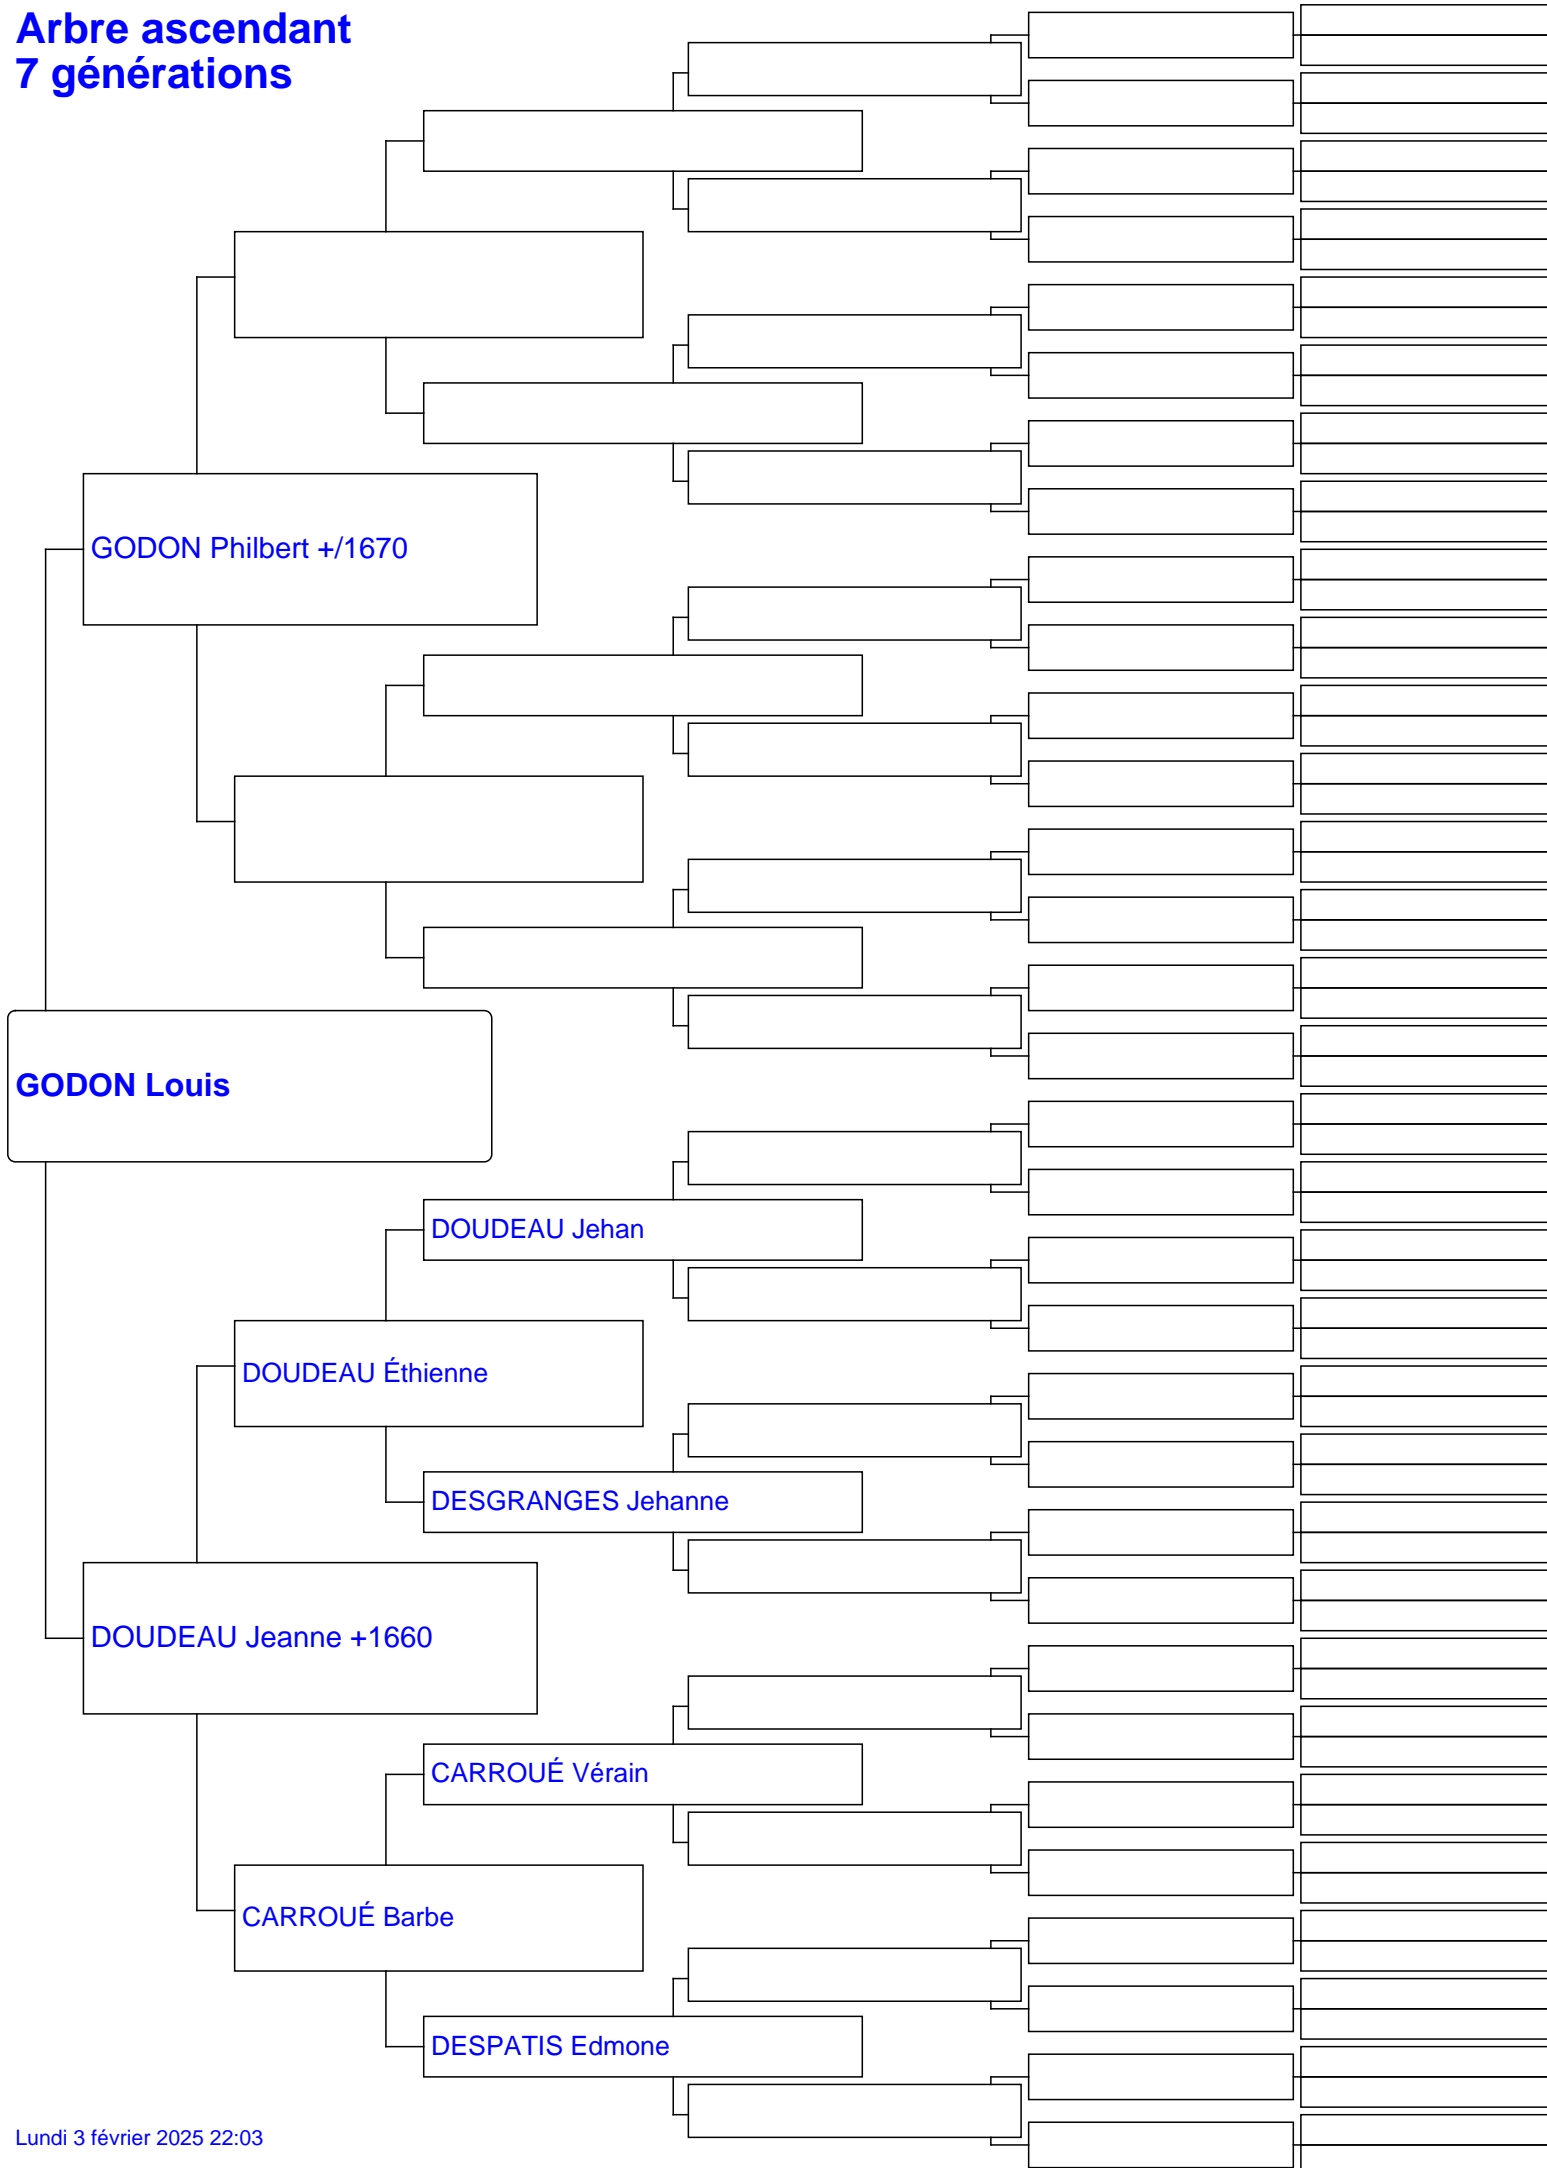 Arbre ascendant
7 générations
GODON Philbert +/1670
GODON Louis
DOUDEAU Jehan
DOUDEAU Éthienne
DESGRANGES Jehanne
DOUDEAU Jeanne +1660
CARROUÉ Vérain
CARROUÉ Barbe
DESPATIS Edmone
Lundi 3 février 2025 22:03